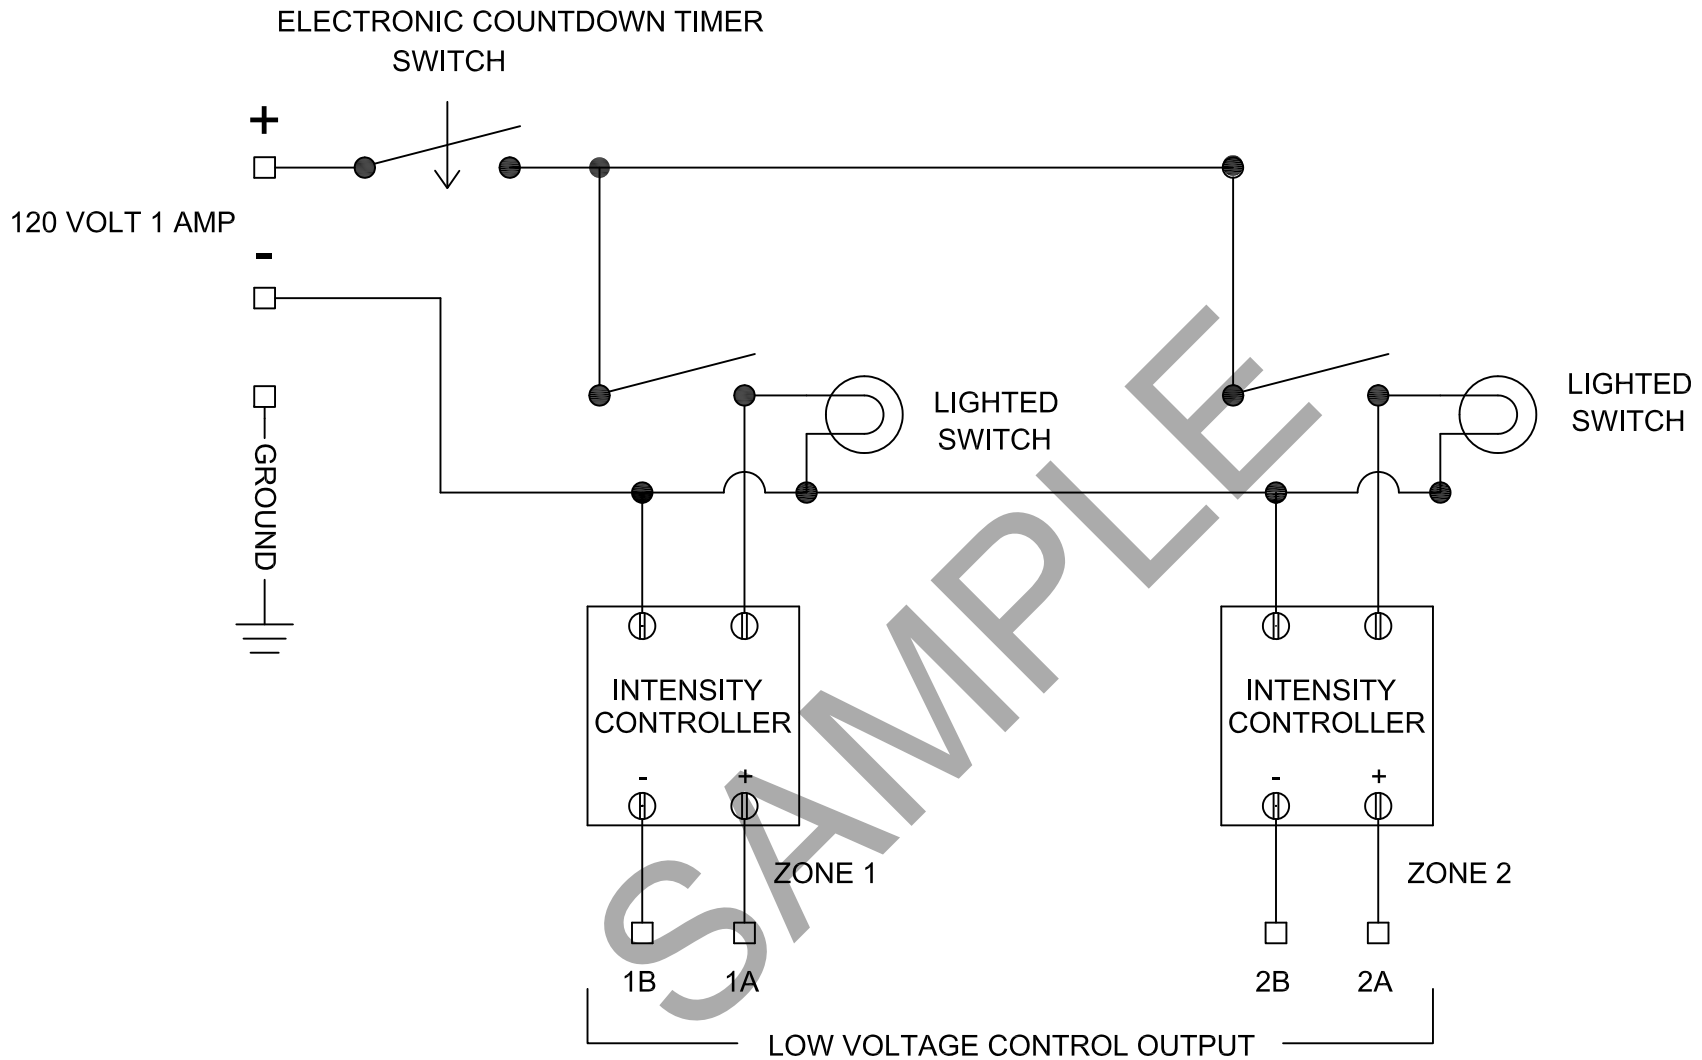 ELECTRONIC COUNTDOWN TIMER
SWITCH
+
120 VOLT 1 AMP
-
GROUND
LIGHTED
SWITCH
LIGHTED
SWITCH
INTENSITY
CONTROLLER
- +
ZONE 1
1B 1A
INTENSITY
CONTROLLER
- +
ZONE 2
2B 2A
LOW VOLTAGE CONTROL OUTPUT
SAMPLE